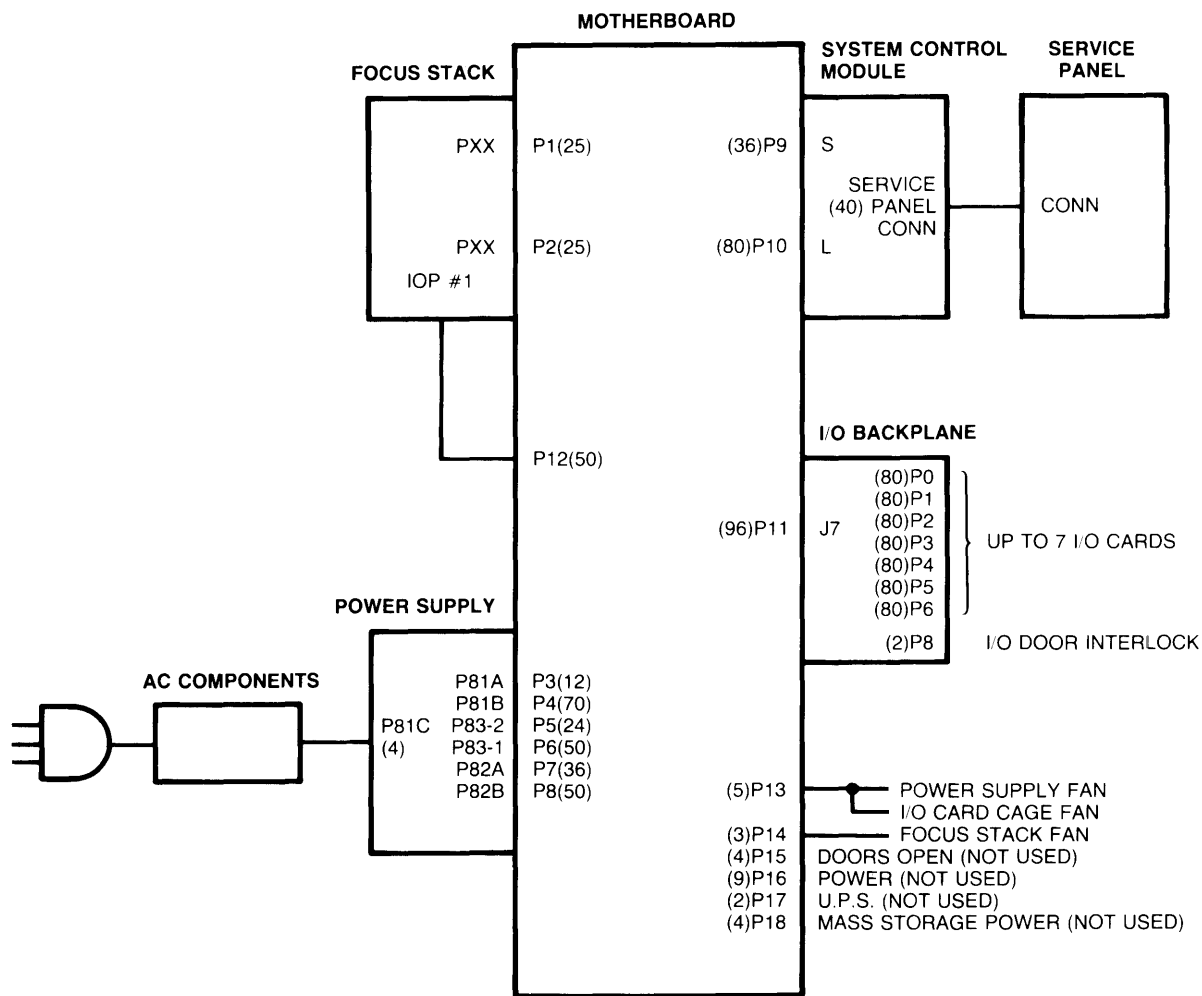 MOTHERBOARD
FOCUS STACK
PXX P1(25)
PXX P2(25)
IOP #1
P12(50)
SYSTEM CONTROL
MODULE
(36)P9 S
SERVICE
(40) PANEL
CONN
(80)P10 L
SERVICE
PANEL
CONN
I/O BACKPLANE
(96)P11 J7
(80)P0
(80)P1
(80)P2
(80)P3
(80)P4
(80)P5
(80)P6
UP TO 7 I/O CARDS
(2)P8 I/O DOOR INTERLOCK
POWER SUPPLY
AC COMPONENTS
P81C
(4)
P81A P3(12)
P81B P4(70)
P83-2 P5(24)
P83-1 P6(50)
P82A P7(36)
P82B P8(50)
(5)P13 POWER SUPPLY FAN
I/O CARD CAGE FAN
(3)P14 FOCUS STACK FAN
(4)P15 DOORS OPEN (NOT USED)
(9)P16 POWER (NOT USED)
(2)P17 U.P.S. (NOT USED)
(4)P18 MASS STORAGE POWER (NOT USED)